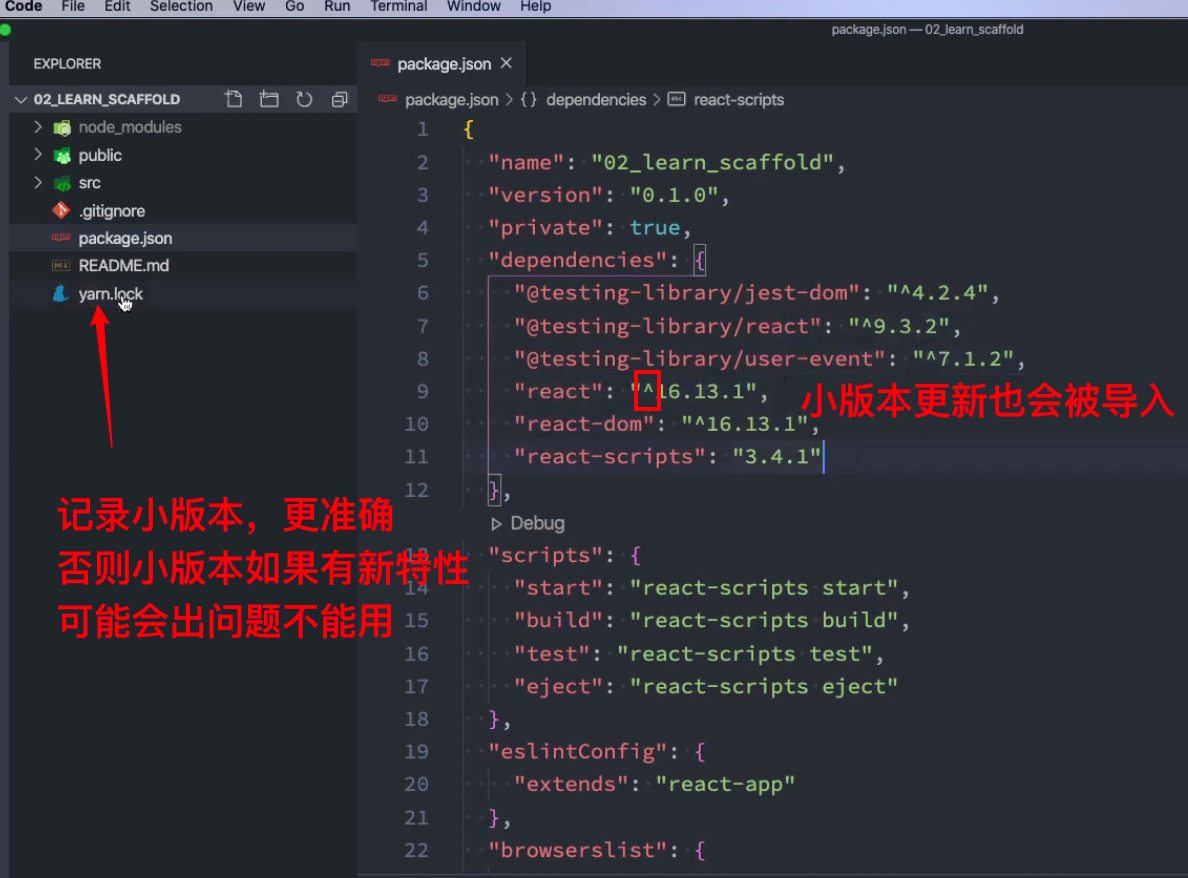 Code File Edit Selection View Go Run Terminal Window Help
package.json — 02_learn_scaffold
EXPLORER
02_LEARN_SCAFFOLD
node_modules
public
src
.gitignore
package.json
README.md
yarn.lock
记录小版本，更准确
否则小版本如果有新特性
可能会出问题不能用
package.json
package.json > {} dependencies > abc react-scripts
1 {
2 "name": "02_learn_scaffold",
3 "version": "0.1.0",
4 "private": true,
5 "dependencies": {
6 "@testing-library/jest-dom": "^4.2.4",
7 "@testing-library/react": "^9.3.2",
8 "@testing-library/user-event": "^7.1.2",
9 "react": "^16.13.1",
小版本更新也会被导入
10 "react-dom": "^16.13.1",
11 "react-scripts": "3.4.1"
12 },
Debug
13 "scripts": {
14 "start": "react-scripts start",
15 "build": "react-scripts build",
16 "test": "react-scripts test",
17 "eject": "react-scripts eject"
18 },
19 "eslintConfig": {
20 "extends": "react-app"
21 },
22 "browserslist": {